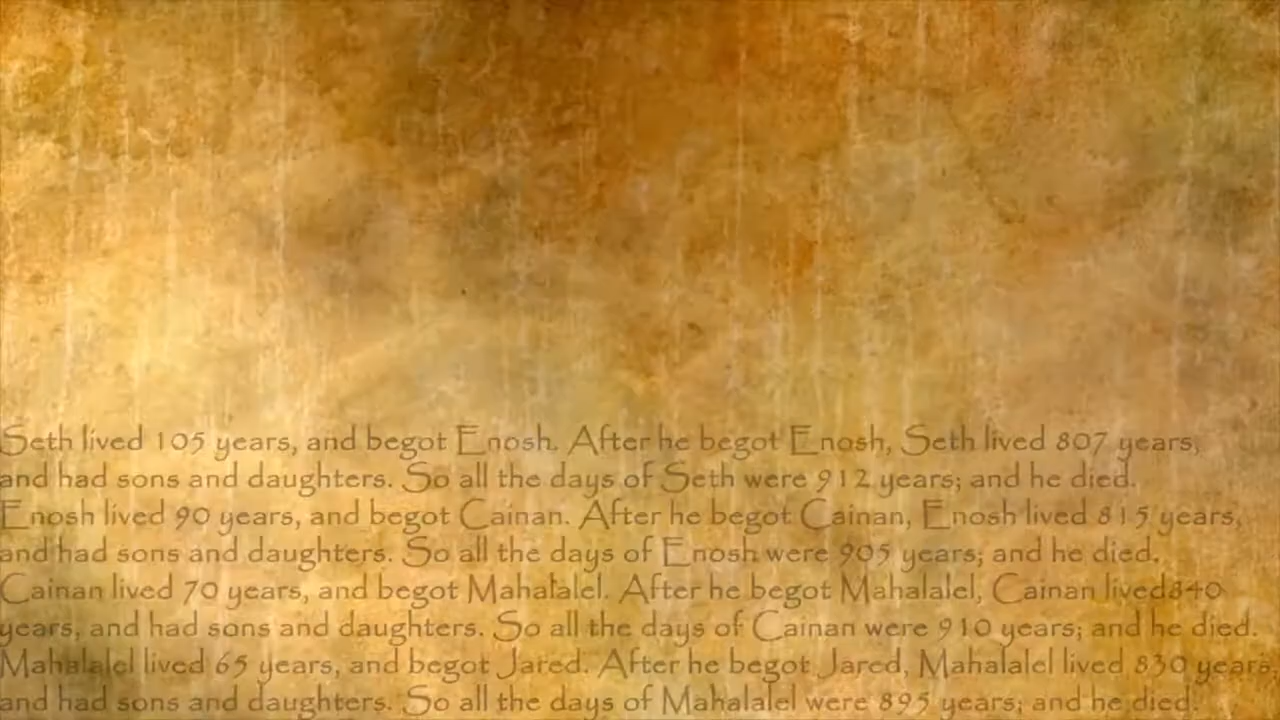 Seth lived 105 years, and begot Enosh. After he begot Enosh, Seth lived 807 years,
and had sons and daughters. So all the days of Seth were 912 years; and he died.
Enosh lived 90 years, and begot Cainan. After he begot Cainan, Enosh lived 815 years,
and had sons and daughters. So all the days of Enosh were 905 years; and he died.
Cainan lived 70 years, and begot Mahalalel. After he begot Mahalalel, Cainan lived840
years, and had sons and daughters. So all the days of Cainan were 910 years; and he died.
Mahalalel lived 65 years, and begot Jared. After he begot Jared, Mahalalel lived 830 years,
and had sons and daughters. So all the days of Mahalalel were 895 years; and he died.